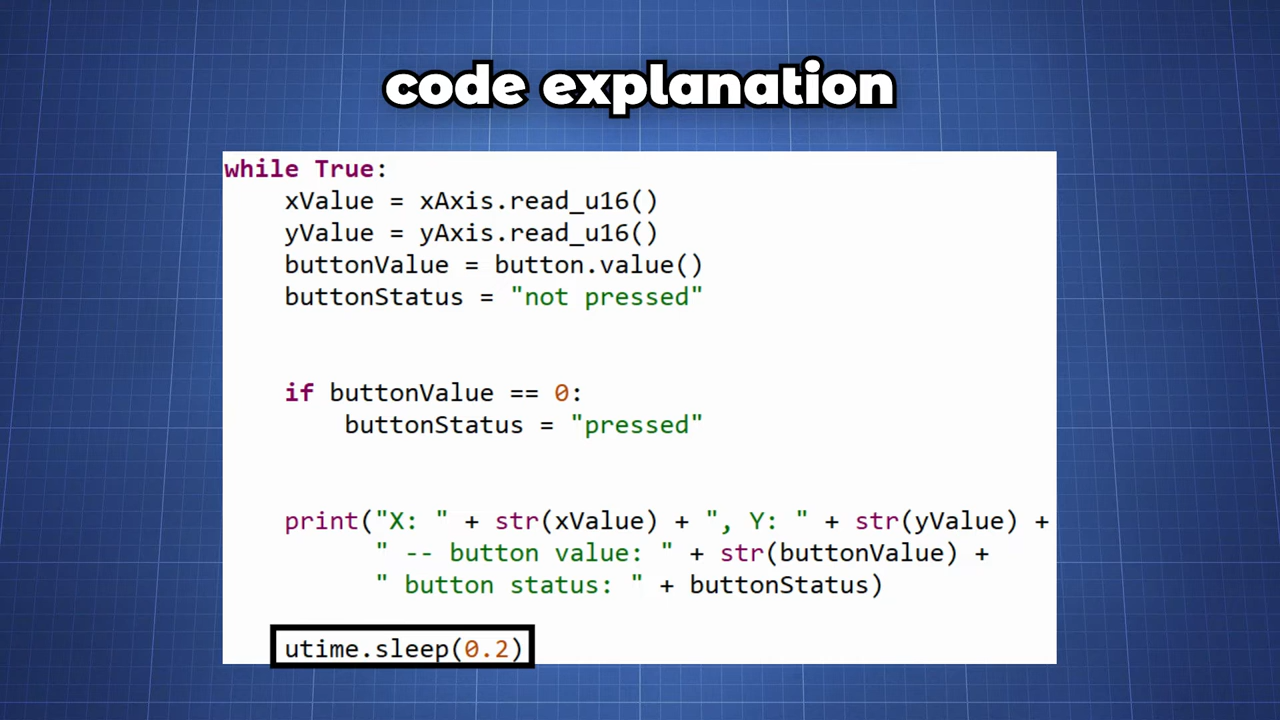 code explanation
while True:
    xValue = xAxis.read_u16()
    yValue = yAxis.read_u16()
    buttonValue = button.value()
    buttonStatus = "not pressed"
    if buttonValue == 0:
        buttonStatus = "pressed"
    print("X: " + str(xValue) + ", Y: " + str(yValue) +
          " -- button value: " + str(buttonValue) +
          " button status: " + buttonStatus)
    utime.sleep(0.2)